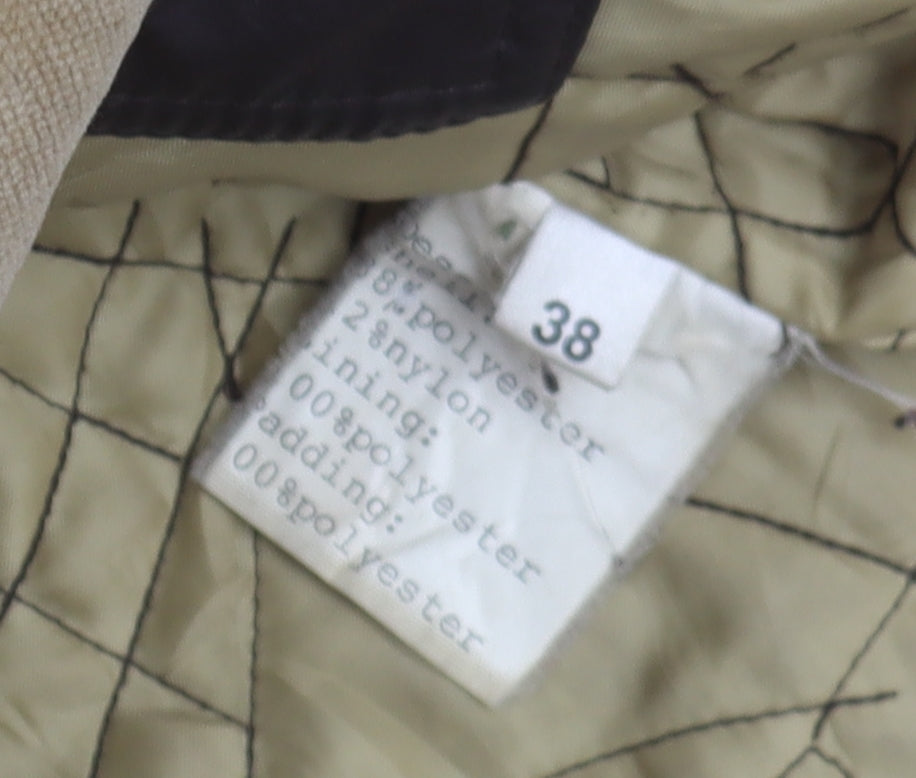 38
8%polyester
2%nylon
ining:
00%polyester
adding:
00%polyester